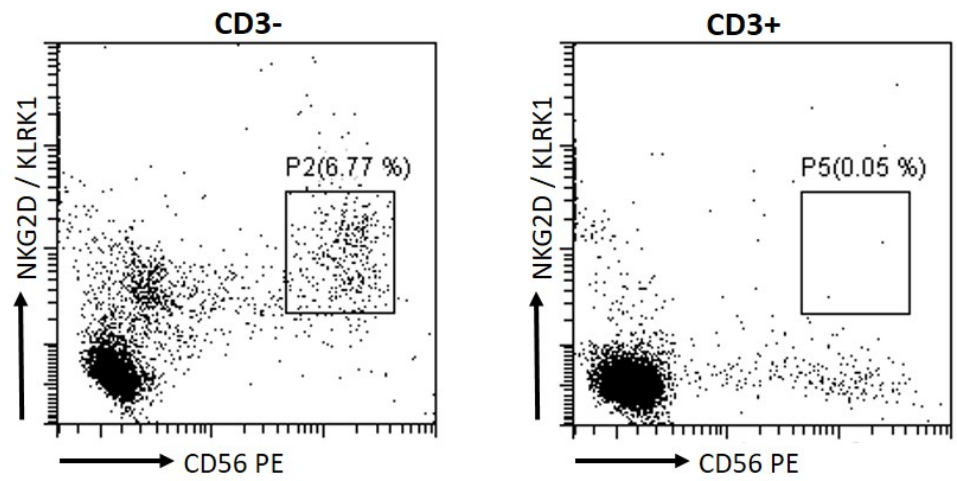 CD3-
NKG2D / KLRK1
P2(6.77 %)
CD56 PE
CD3+
NKG2D / KLRK1
P5(0.05 %)
CD56 PE